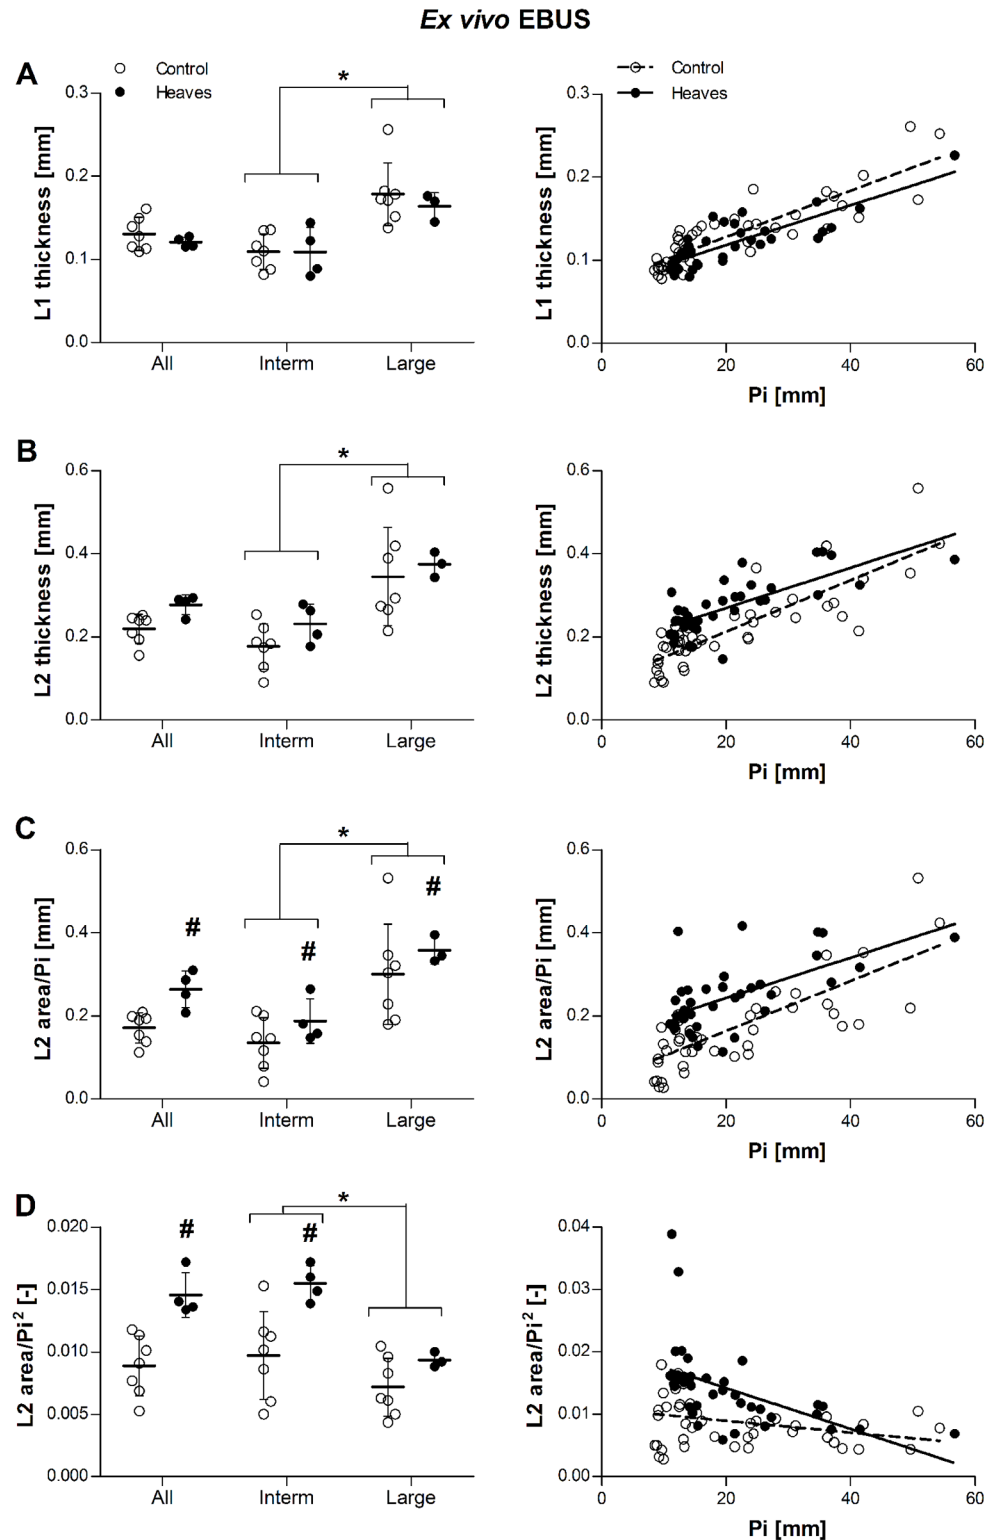 Ex vivo EBUS
A
Control
Heaves
*
L1 thickness [mm]
0.3
0.2
0.1
0.0
All Interm Large
Control
Heaves
L1 thickness [mm]
0.3
0.2
0.1
0.0
0 20 40 60
Pi [mm]
B
*
L2 thickness [mm]
0.6
0.4
0.2
0.0
All Interm Large
L2 thickness [mm]
0.6
0.4
0.2
0.0
0 20 40 60
Pi [mm]
C
*
# # #
L2 area/Pi [mm]
0.6
0.4
0.2
0.0
All Interm Large
L2 area/Pi [mm]
0.6
0.4
0.2
0.0
0 20 40 60
Pi [mm]
D
*
# #
L2 area/Pi² [-]
0.020
0.015
0.010
0.005
0.000
All Interm Large
L2 area/Pi² [-]
0.04
0.03
0.02
0.01
0.00
0 20 40 60
Pi [mm]